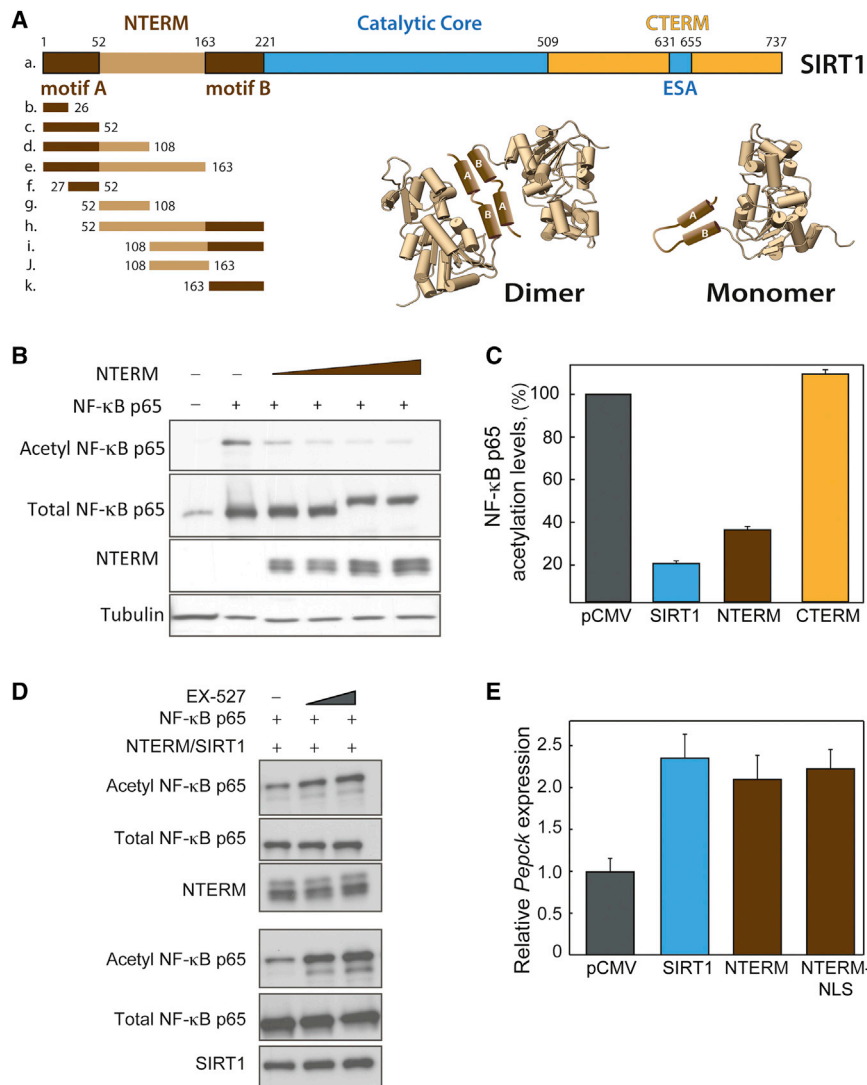 A
NTERM Catalytic Core CTERM
1 52 163 221 509 631 655 737
a. SIRT1
motif A motif B ESA
b. 26
c. 52
d. 108
e. 163
f. 27 52
g. 52 108
h. 52
i. 108
J. 108 163
k. 163
A B B A
Dimer
A B
Monomer
B
NTERM – –
NF-κB p65 – + + + + +
Acetyl NF-κB p65
Total NF-κB p65
NTERM
Tubulin
C
NF-κB p65
acetylation levels, (%)
100
80
60
40
20
pCMV SIRT1 NTERM CTERM
D
EX-527 –
NF-κB p65 + + +
NTERM/SIRT1 + + +
Acetyl NF-κB p65
Total NF-κB p65
NTERM
Acetyl NF-κB p65
Total NF-κB p65
SIRT1
E
Relative Pepck expression
2.5
2.0
1.5
1.0
0.5
0
pCMV SIRT1 NTERM NTERM-
NLS